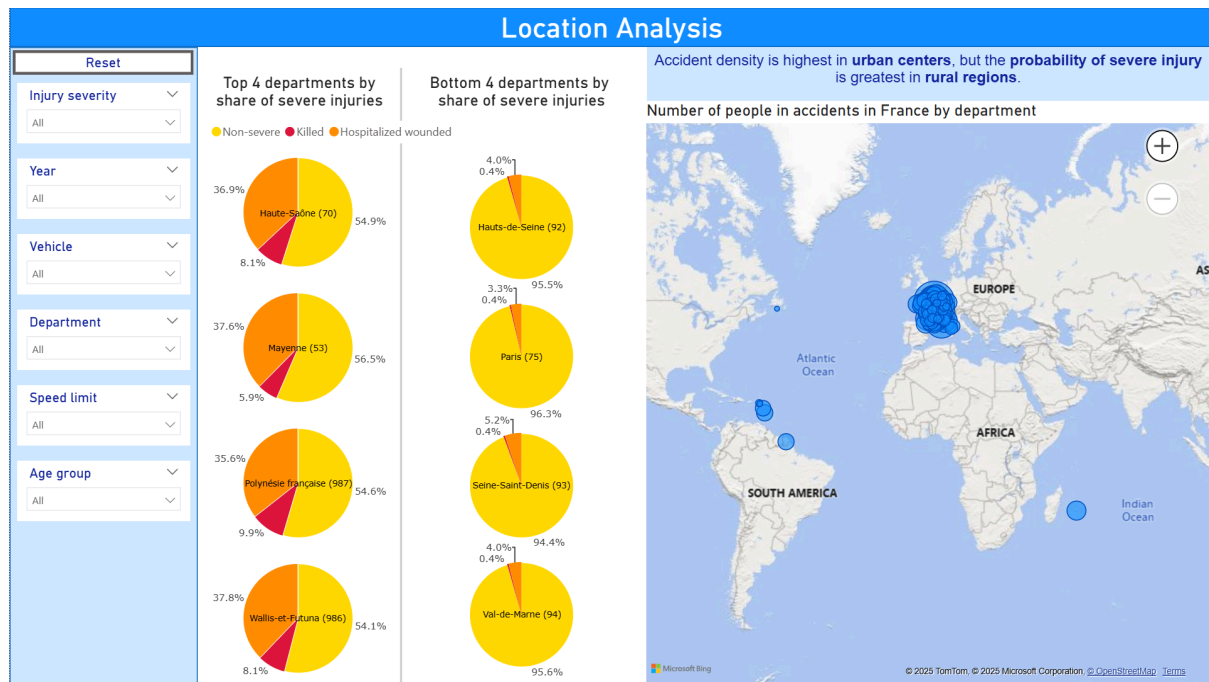 Location Analysis
Reset
Injury severity
All
Year
All
Vehicle
All
Department
All
Speed limit
All
Age group
All
Top 4 departments by
share of severe injuries
Bottom 4 departments by
share of severe injuries
Non-severe
Killed
Hospitalized wounded
36.9%
Haute-Saône (70)
54.9%
8.1%
37.6%
Mayenne (53)
56.5%
5.9%
35.6%
Polynésie française (987)
54.6%
9.9%
37.8%
Wallis-et-Futuna (986)
54.1%
8.1%
4.0%
0.4%
Hauts-de-Seine (92)
95.5%
3.3%
0.4%
Paris (75)
96.3%
5.2%
0.4%
Seine-Saint-Denis (93)
94.4%
4.0%
0.4%
Val-de-Marne (94)
95.6%
Accident density is highest in urban centers, but the probability of severe injury
is greatest in rural regions.
Number of people in accidents in France by department
EUROPE
AS
Atlantic
Ocean
AFRICA
SOUTH AMERICA
Indian
Ocean
Microsoft Bing
© 2025 TomTom, © 2025 Microsoft Corporation, © OpenStreetMap Terms